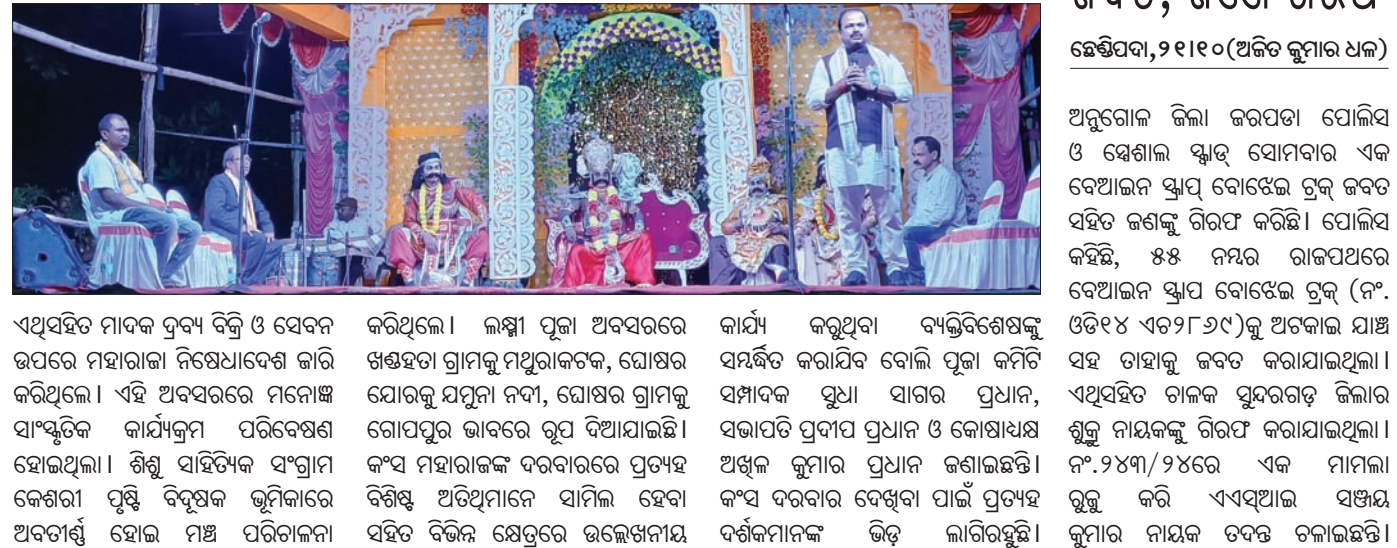 ଏଥିସହିତ ମାଦକ ଦ୍ରବ୍ୟ ବିକ୍ରି ଓ ସେବନ
ଉପରେ ମହାରାଜା ନିଷେଧାଦେଶ ଜାରି
କରିଥିଲେ। ଏହି ଅବସରରେ ମନୋଜ୍ଞ
ସାଂସ୍କୃତିକ କାର୍ଯ୍ୟକ୍ରମ ପରିବେଷଣ
ହୋଇଥିଲା। ଶିଶୁ ସାହିତ୍ୟିକ ସଂଗ୍ରାମ
କେଶରୀ ପୃଷ୍ଟି ବିଦୂଷକ ଭୂମିକାରେ
ଅବତୀର୍ଣ୍ଣ ହୋଇ ମଞ୍ଚ ପରିଚାଳନା
କରିଥିଲେ। ଲକ୍ଷ୍ମୀ ପୂଜା ଅବସରରେ
ଖଣ୍ଡହତା ଗ୍ରାମକୁ ମଥୁରାକଟକ, ଘୋଷର
ଯୋରକୁ ଯମୁନା ନଦୀ, ଘୋଷର ଗ୍ରାମକୁ
ଗୋପପୁର ଭାବରେ ରୂପ ଦିଆଯାଇଛି।
କଂସ ମହାରାଜଙ୍କ ଦରବାରରେ ପ୍ରତ୍ୟହ
ବିଶିଷ୍ଟ ଅତିଥିମାନେ ସାମିଲ ହେବା
ସହିତ ବିଭିନ୍ନ କ୍ଷେତ୍ରରେ ଉଲ୍ଲେଖନୀୟ
କାର୍ଯ୍ୟ କରୁଥିବା ବ୍ୟକ୍ତିବିଶେଷଙ୍କୁ
ସମ୍ବର୍ଦ୍ଧିତ କରାଯିବ ବୋଲି ପୂଜା କମିଟି
ସମ୍ପାଦକ ସୁଧା ସାଗର ପ୍ରଧାନ,
ସଭାପତି ପ୍ରଦୀପ ପ୍ରଧାନ ଓ କୋଷାଧ୍ୟକ୍ଷ
ଅଖିଳ କୁମାର ପ୍ରଧାନ ଜଣାଇଛନ୍ତି।
କଂସ ଦରବାର ଦେଖିବା ପାଇଁ ପ୍ରତ୍ୟହ
ଦର୍ଶକମାନଙ୍କ ଭିଡ଼ ଲାଗିରହୁଛି।
ଛେଣ୍ଡିପଦା,୨୧।୧୦(ଅଜିତ କୁମାର ଧଳ)
ଅନୁଗୋଳ ଜିଲା ଜରପଡା ପୋଲିସ
ଓ ସ୍ପେଶାଲ ସ୍କ୍ୱାଡ୍ ସୋମବାର ଏକ
ବେଆଇନ ସ୍କ୍ରାପ୍ ବୋଝେଇ ଟ୍ରକ୍ ଜବତ
ସହିତ ଜଣଙ୍କୁ ଗିରଫ କରିଛି। ପୋଲିସ
କହିଛି, ୫୫ ନମ୍ବର ରାଜପଥରେ
ବେଆଇନ ସ୍କ୍ରାପ ବୋଝେଇ ଟ୍ରକ୍ (ନଂ.
ଓଡି୧୪ ଏଚ୨୮୬୯)କୁ ଅଟକାଇ ଯାଞ୍ଚ
ସହ ତାହାକୁ ଜବତ କରାଯାଇଥିଲା।
ଏଥିସହିତ ଚାଳକ ସୁନ୍ଦରଗଡ଼ ଜିଲାର
ଶୁକ୍ରୁ ନାୟକଙ୍କୁ ଗିରଫ କରାଯାଇଥିଲା।
ନଂ.୨୪୩/୨୪ରେ ଏକ ମାମଲା
ରୁଜୁ କରି ଏଏସ୍ଆଇ ସଞ୍ଜୟ
କୁମାର ନାୟକ ତଦନ୍ତ ଚଳାଇଛନ୍ତି।